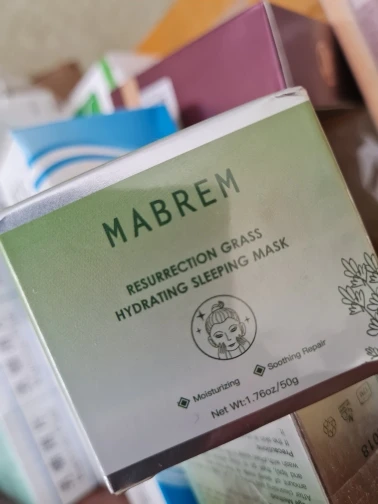 MABREM
RESURRECTION GRASS
HYDRATING SLEEPING MASK
Moisturizing
Soothing Repair
Net Wt:1.76oz/50g